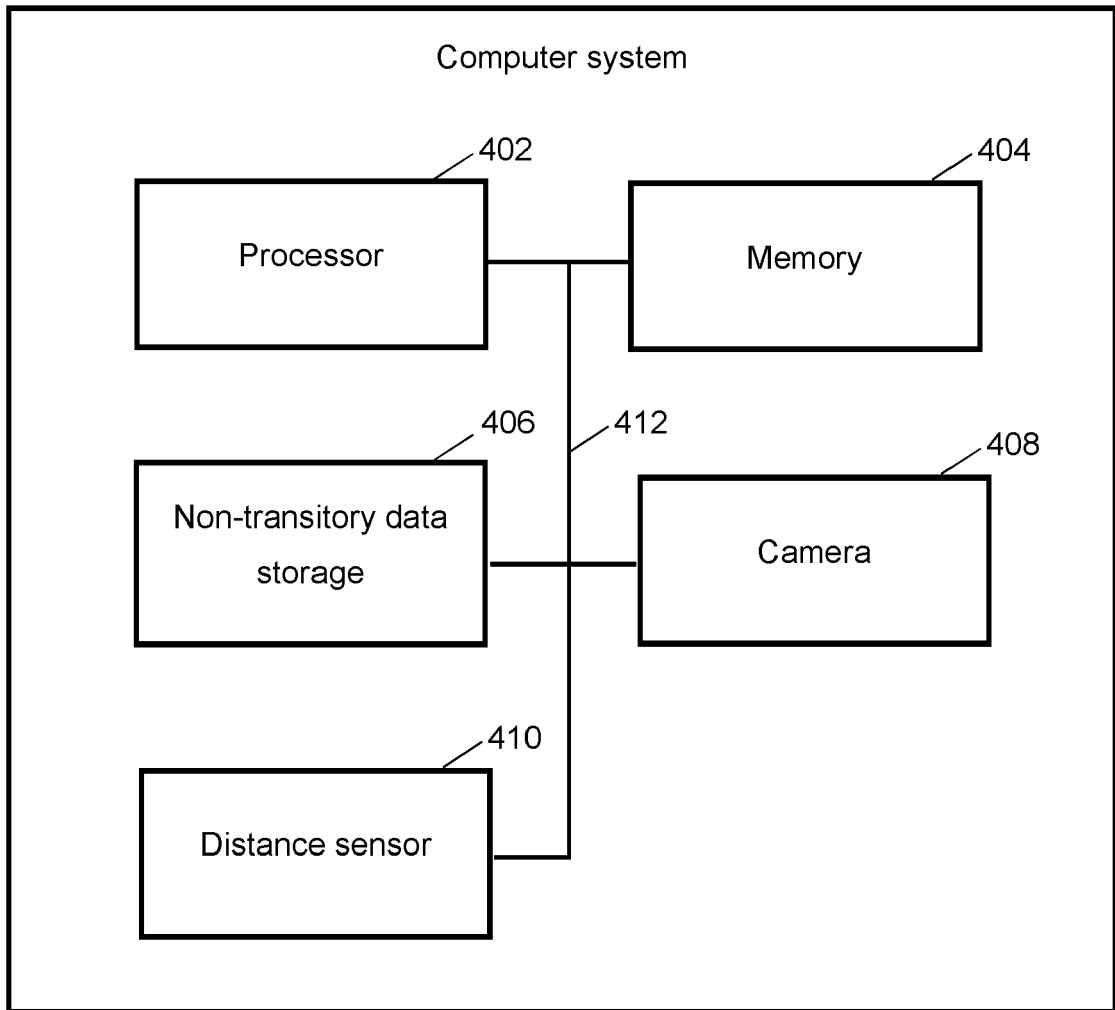 Computer system
402
404
Processor
Memory
406
412
408
Non-transitory data
storage
Camera
410
Distance sensor